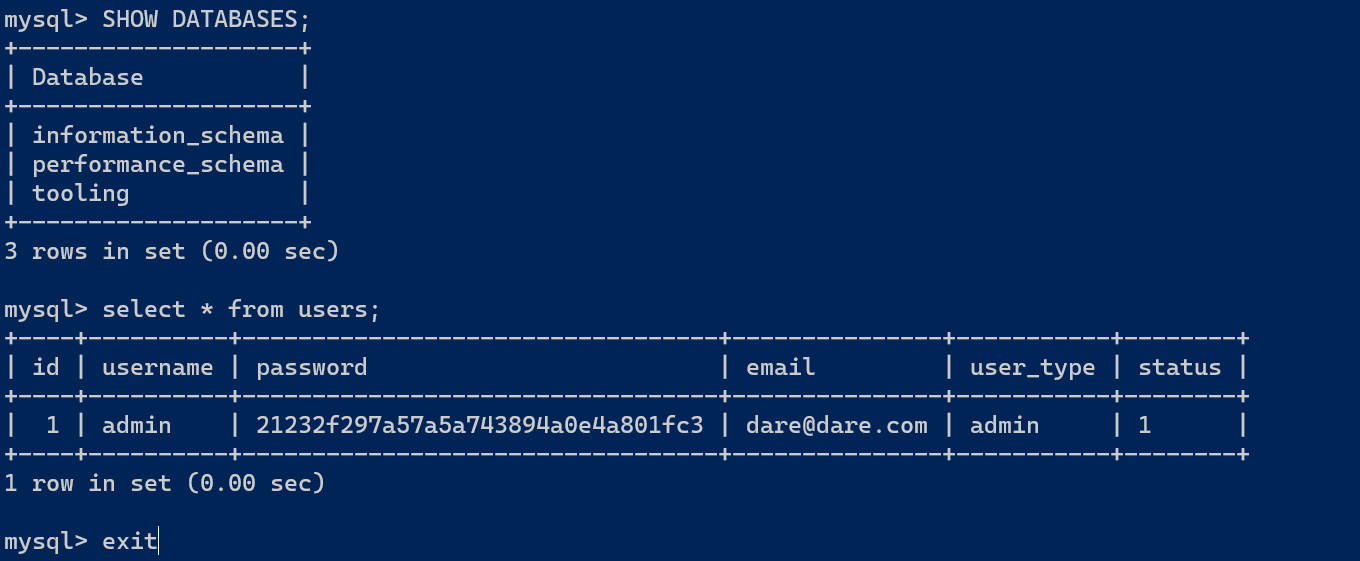 mysql> SHOW DATABASES;
+--------------------+
| Database           |
+--------------------+
| information_schema |
| performance_schema |
| tooling            |
+--------------------+
3 rows in set (0.00 sec)

mysql> select * from users;
+----+----------+----------------------------------+---------------+-----------+--------+
| id | username | password                         | email         | user_type | status |
+----+----------+----------------------------------+---------------+-----------+--------+
|  1 | admin    | 21232f297a57a5a743894a0e4a801fc3 | dare@dare.com | admin     | 1      |
+----+----------+----------------------------------+---------------+-----------+--------+
1 row in set (0.00 sec)

mysql> exit